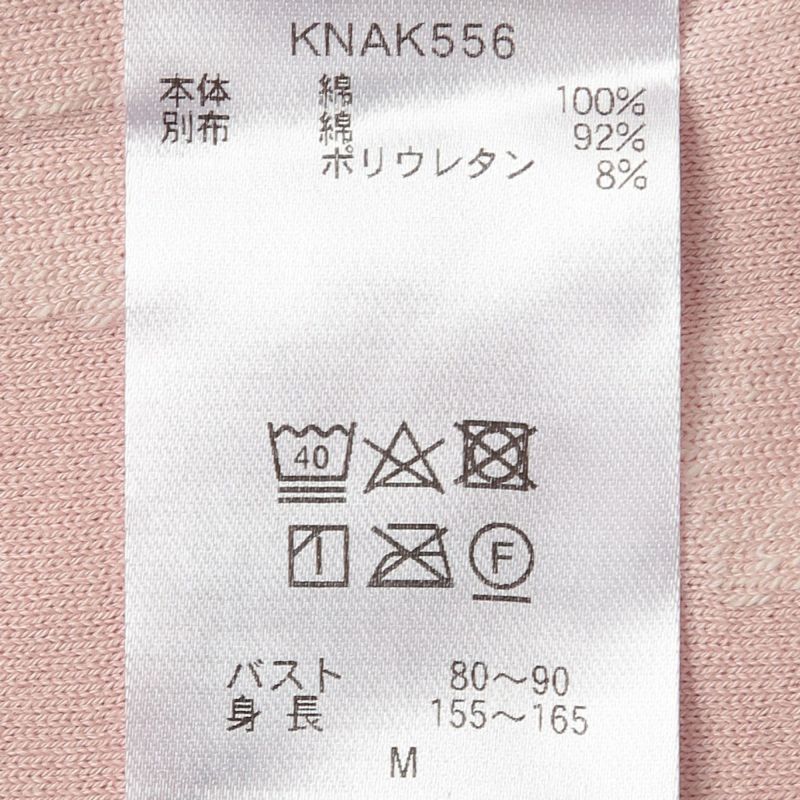 KNAK556
本体 綿 100%
別布 綿 92%
ポリウレタン 8%
40
F
バスト 80～90
身長 155～165
M